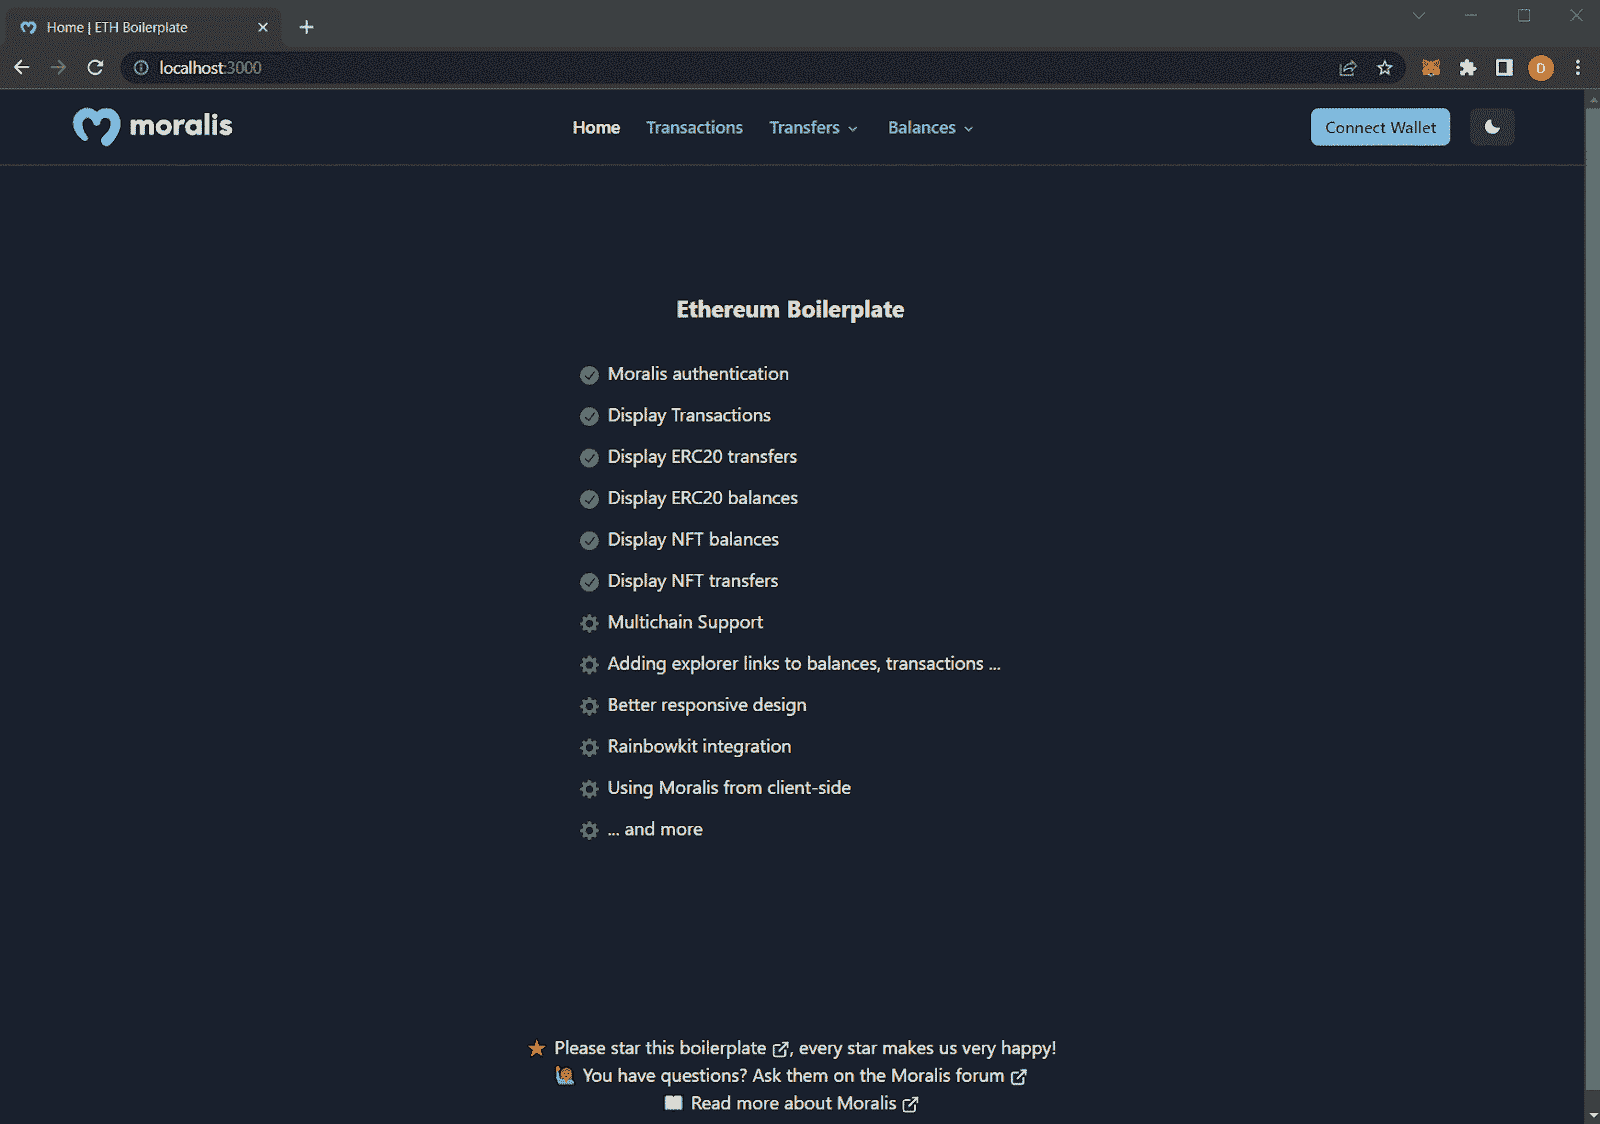 Home | ETH Boilerplate
localhost:3000
D
moralis
Home Transactions Transfers Balances Connect Wallet
Ethereum Boilerplate
Moralis authentication
Display Transactions
Display ERC20 transfers
Display ERC20 balances
Display NFT balances
Display NFT transfers
Multichain Support
Adding explorer links to balances, transactions ...
Better responsive design
Rainbowkit integration
Using Moralis from client-side
... and more
Please star this boilerplate , every star makes us very happy!
You have questions? Ask them on the Moralis forum
Read more about Moralis